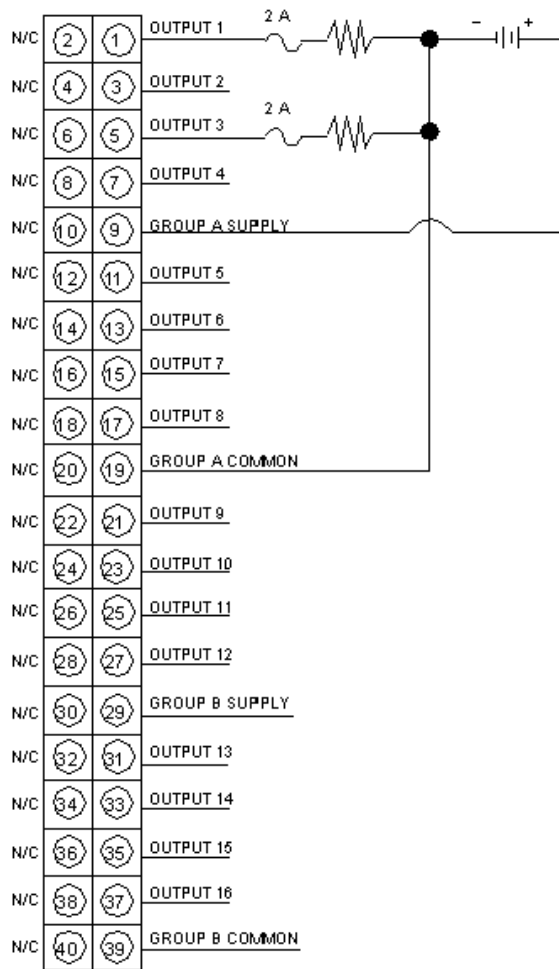 N/C 2 1 OUTPUT 1 2 A - +
N/C 4 3 OUTPUT 2
N/C 6 5 OUTPUT 3 2 A
N/C 8 7 OUTPUT 4
N/C 10 9 GROUP A SUPPLY
N/C 12 11 OUTPUT 5
N/C 14 13 OUTPUT 6
N/C 16 15 OUTPUT 7
N/C 18 17 OUTPUT 8
N/C 20 19 GROUP A COMMON
N/C 22 21 OUTPUT 9
N/C 24 23 OUTPUT 10
N/C 26 25 OUTPUT 11
N/C 28 27 OUTPUT 12
N/C 30 29 GROUP B SUPPLY
N/C 32 31 OUTPUT 13
N/C 34 33 OUTPUT 14
N/C 36 35 OUTPUT 15
N/C 38 37 OUTPUT 16
N/C 40 39 GROUP B COMMON